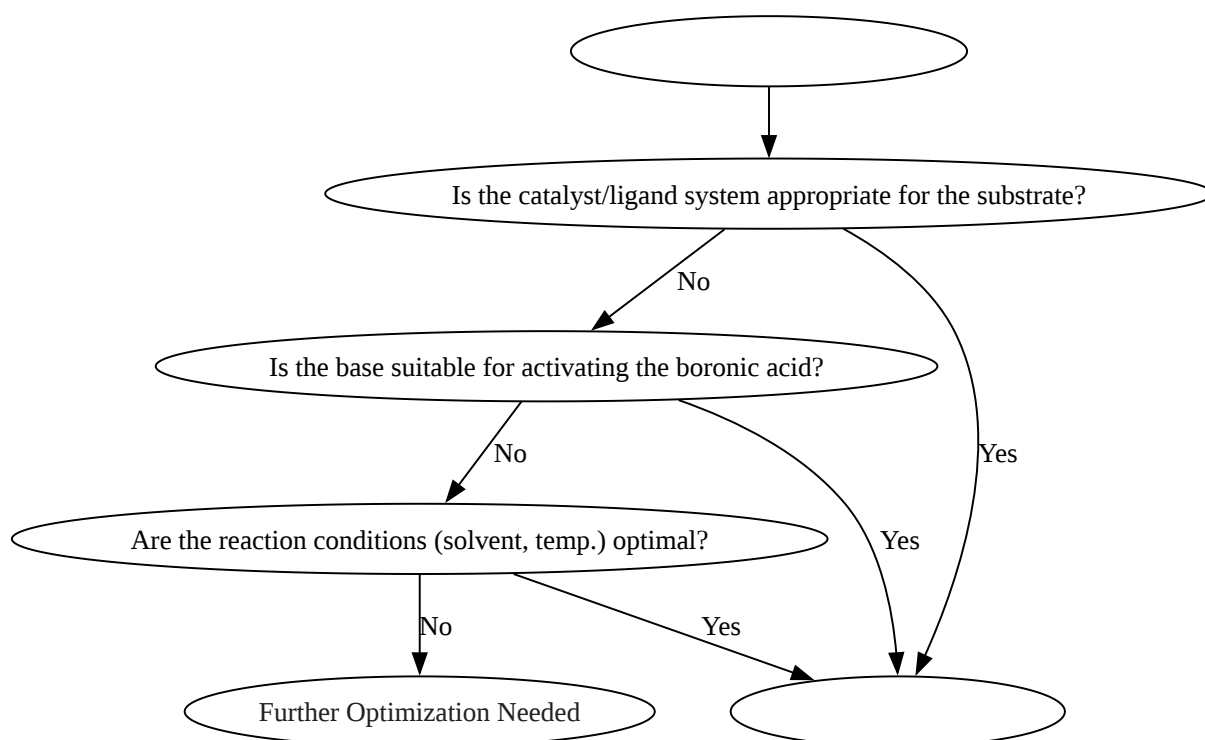 Is the catalyst/ligand system appropriate for the substrate?
No
Is the base suitable for activating the boronic acid?
No
Yes
Are the reaction conditions (solvent, temp.) optimal?
Yes
No
Yes
Further Optimization Needed